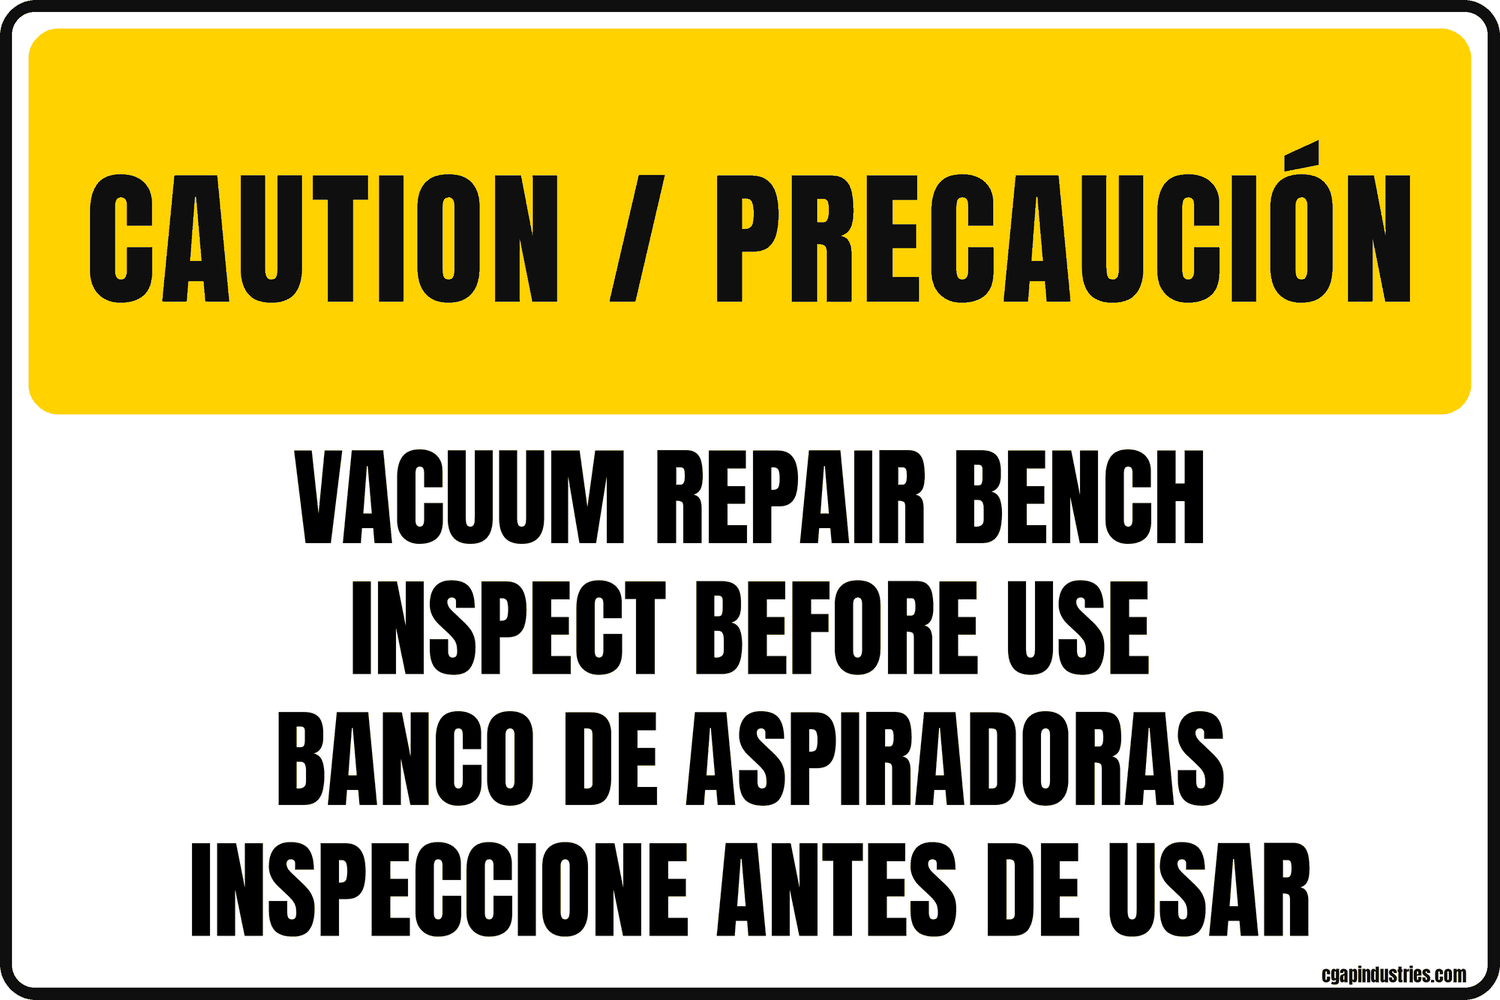 CAUTION / PRECAUCIÓN
VACUUM REPAIR BENCH
INSPECT BEFORE USE
BANCO DE ASPIRADORAS
INSPECCIONE ANTES DE USAR
cgapindustries.com